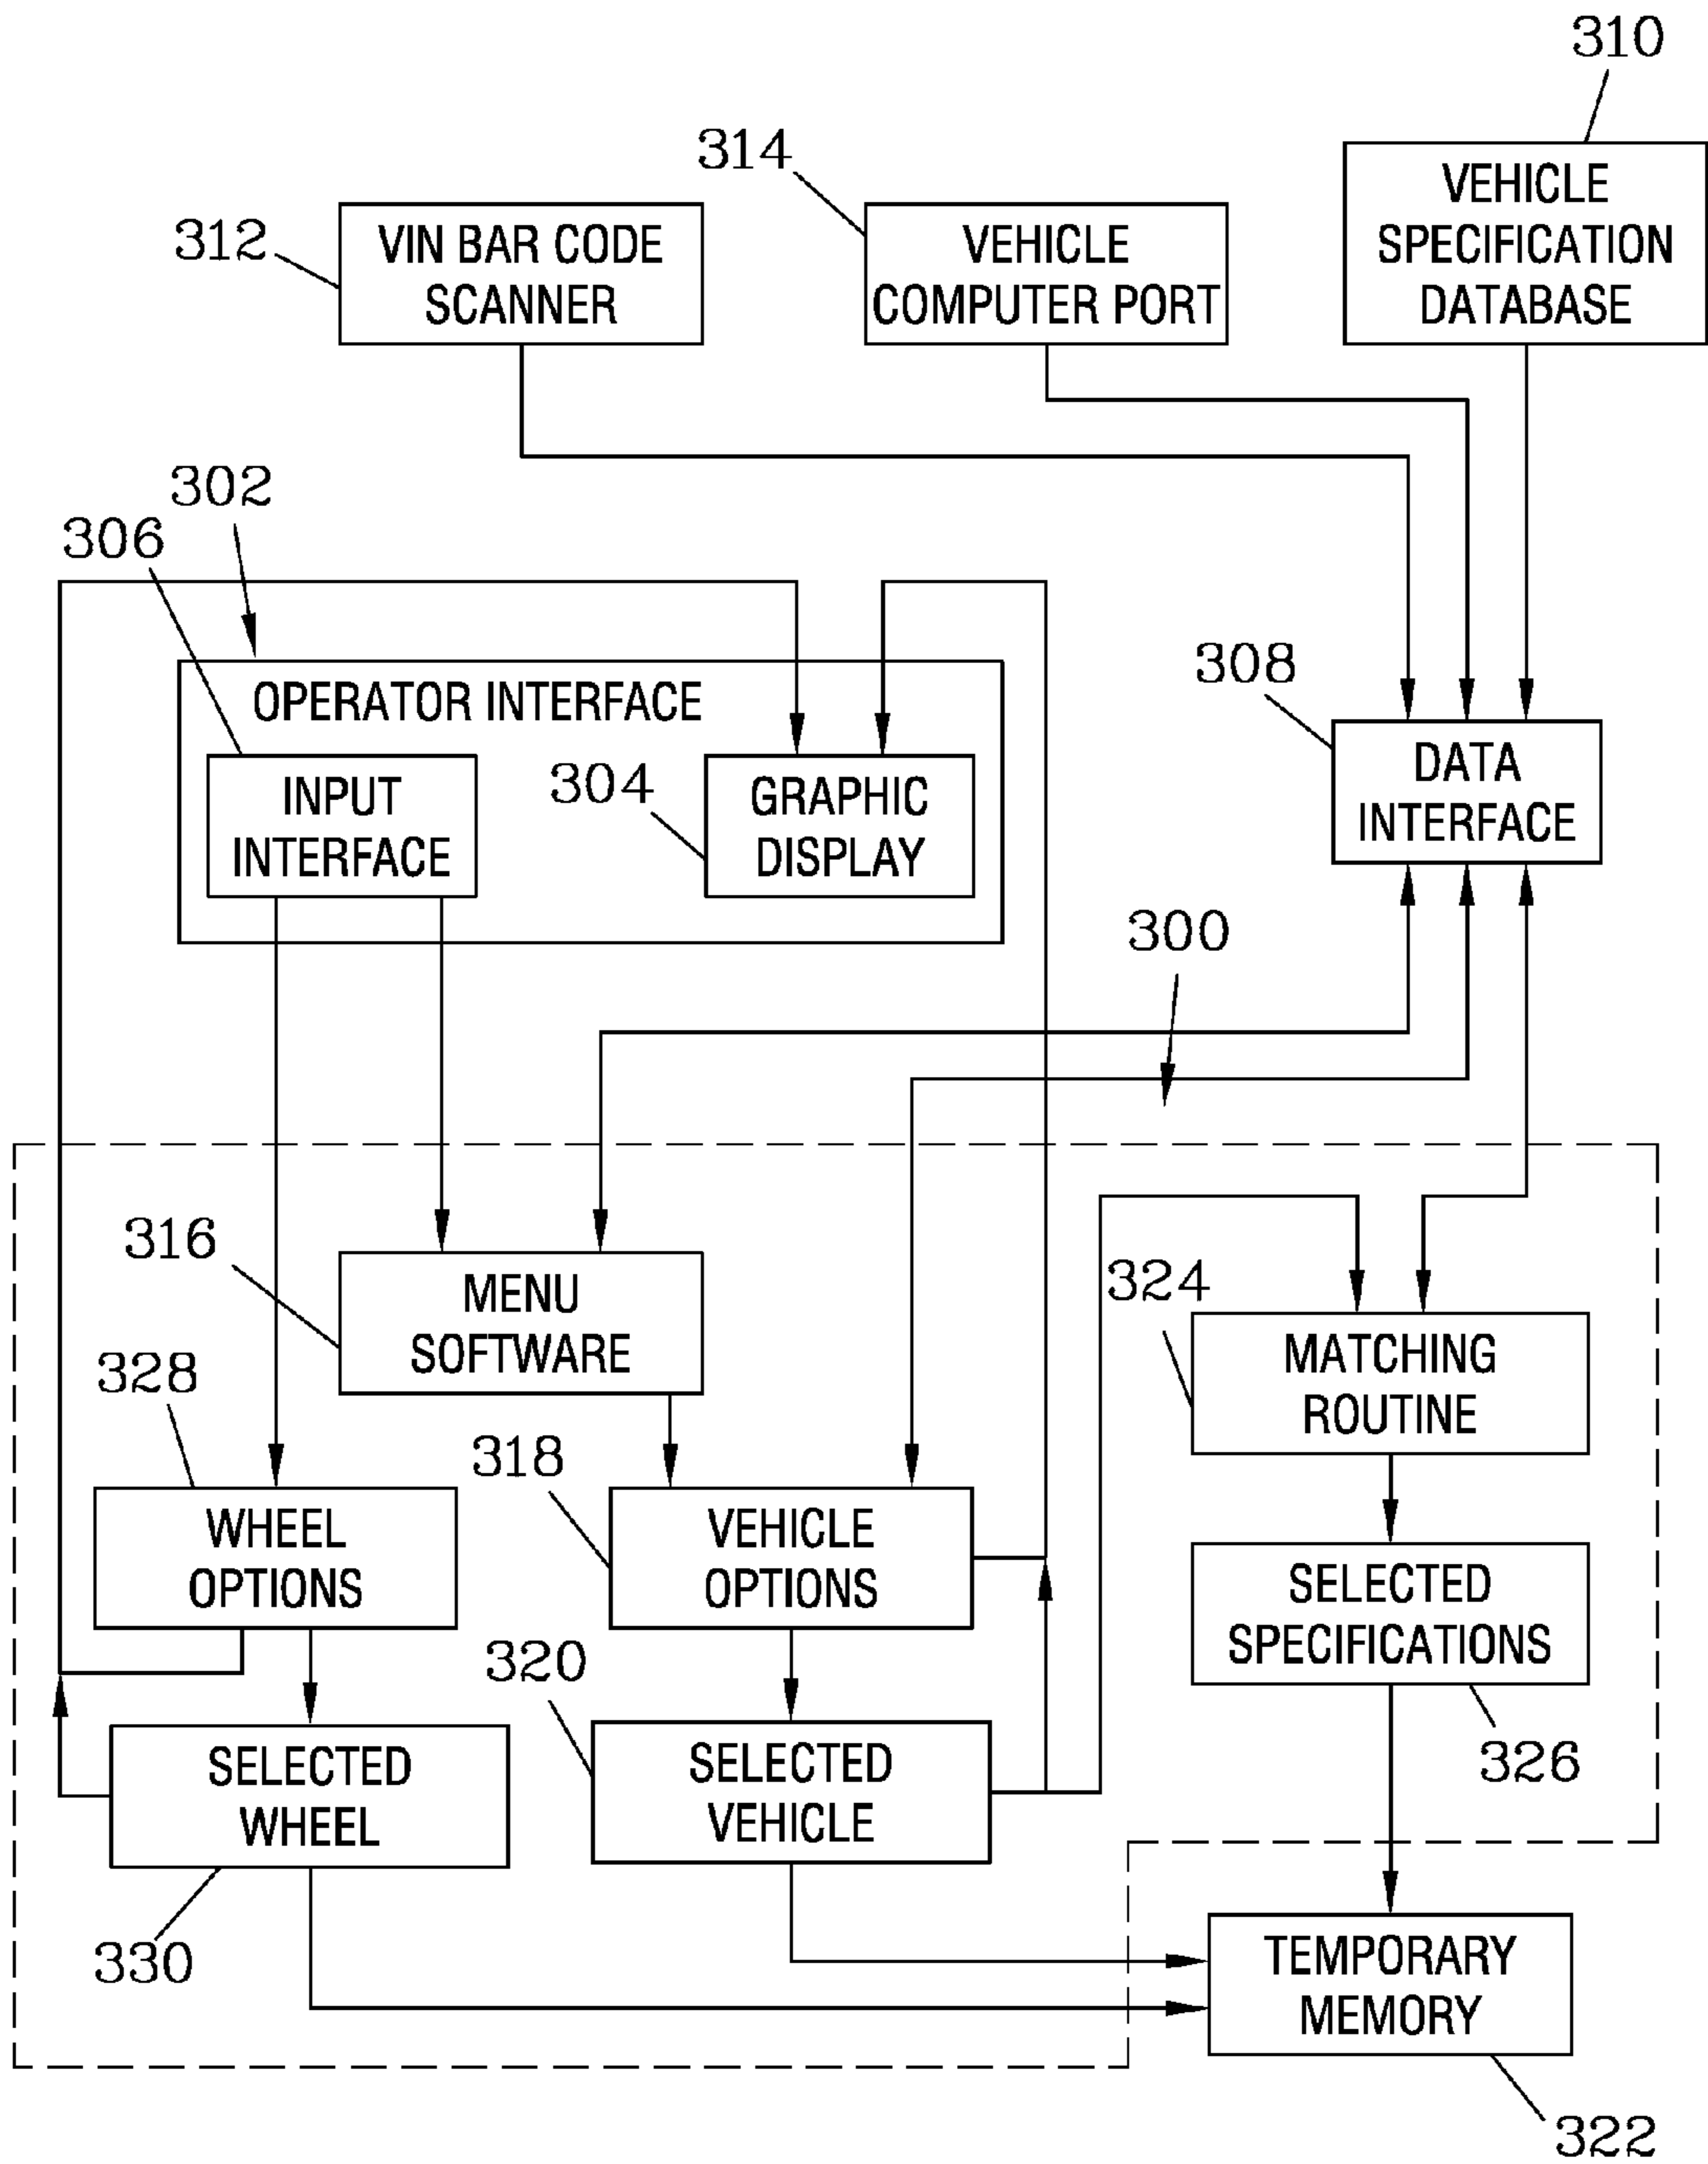 310
314
VEHICLE
SPECIFICATION
DATABASE
312
VIN BAR CODE
SCANNER
VEHICLE
COMPUTER PORT
302
306
308
OPERATOR INTERFACE
INPUT
INTERFACE
304
GRAPHIC
DISPLAY
DATA
INTERFACE
300
316
MENU
SOFTWARE
324
MATCHING
ROUTINE
328
318
WHEEL
OPTIONS
VEHICLE
OPTIONS
SELECTED
SPECIFICATIONS
320
326
SELECTED
WHEEL
SELECTED
VEHICLE
330
TEMPORARY
MEMORY
322